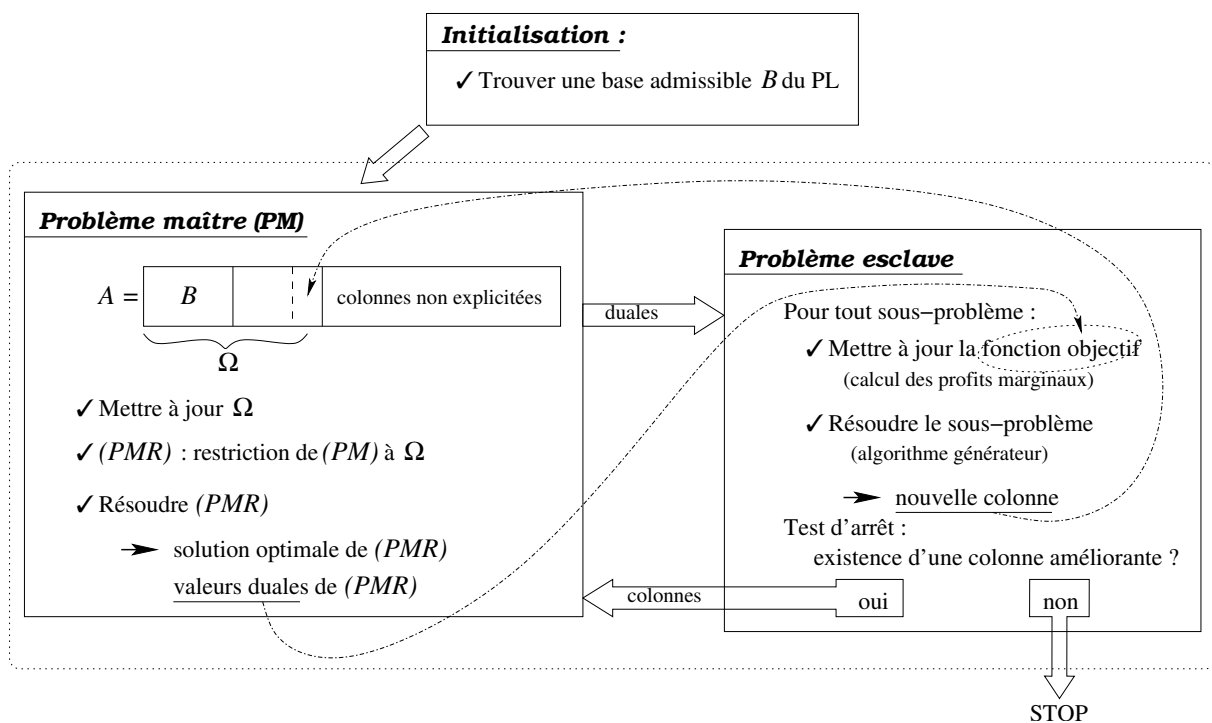 Initialisation :
✓ Trouver une base admissible B du PL
Problème maître (PM)
A = B colonnes non explicitées
Ω
✓ Mettre à jour Ω
✓ (PMR) : restriction de (PM) à Ω
✓ Résoudre (PMR)
solution optimale de (PMR)
valeurs duales de (PMR)
duales
colonnes
Problème esclave
Pour tout sous−problème :
✓ Mettre à jour la fonction objectif
(calcul des profits marginaux)
✓ Résoudre le sous−problème
(algorithme générateur)
nouvelle colonne
Test d'arrêt :
existence d'une colonne améliorante ?
oui
non
STOP